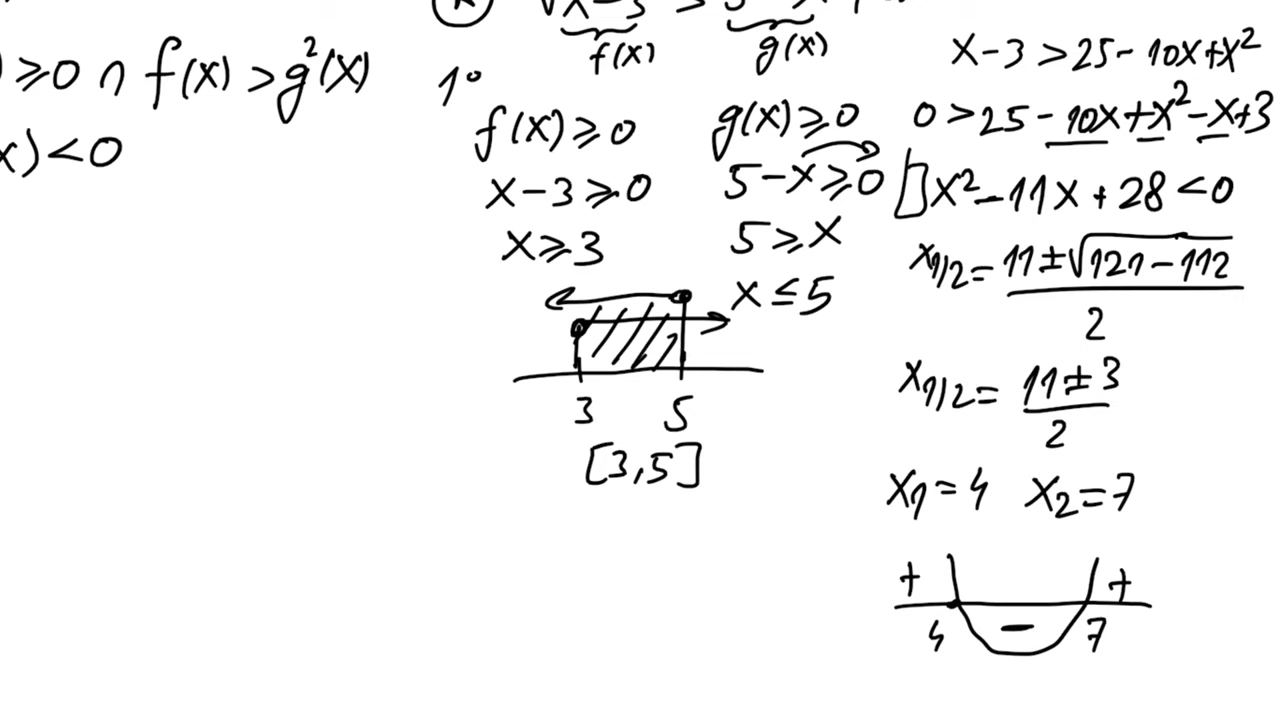 ) ≥ 0 ∩ f(x) > g²(x)
x) < 0
f(x) g(x)
1°
f(x) ≥ 0 g(x) ≥ 0
x - 3 ≥ 0 5 - x ≥ 0
x ≥ 3 5 ≥ x
x ≤ 5
3 5
[3,5]
x - 3 > 25 - 10x + x²
0 > 25 - 10x + x² - x + 3
x² - 11x + 28 < 0
x1/2 = (11 ± √(121 - 112))/2
x1/2 = (11 ± 3)/2
x1 = 4 x2 = 7
+ +
4 - 7